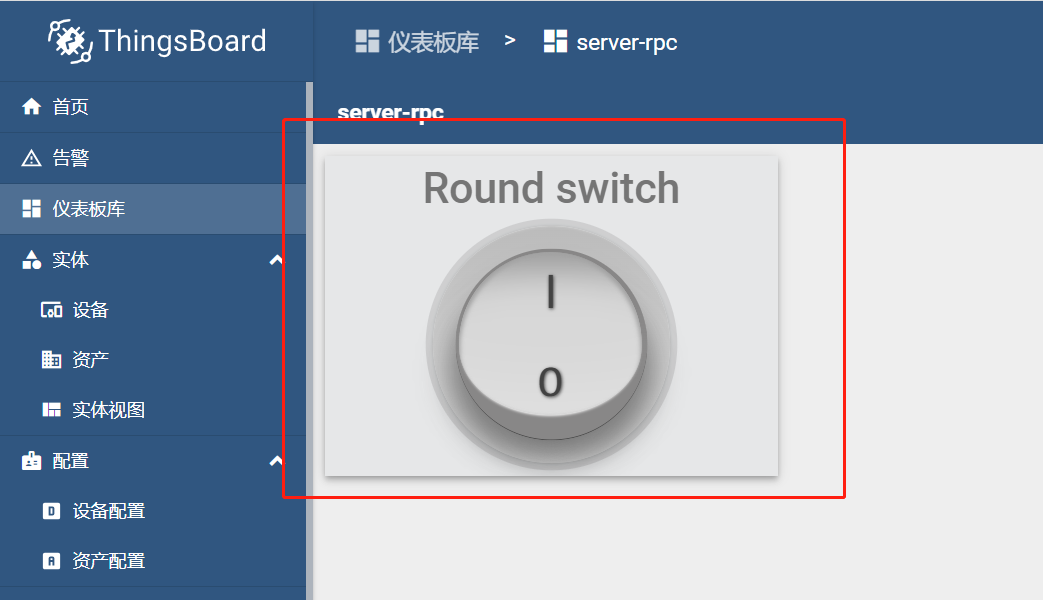 ThingsBoard
仪表板库 > server-rpc
server-rpc
首页
告警
仪表板库
实体
设备
资产
实体视图
配置
D 设备配置
A 资产配置
Round switch
I
O